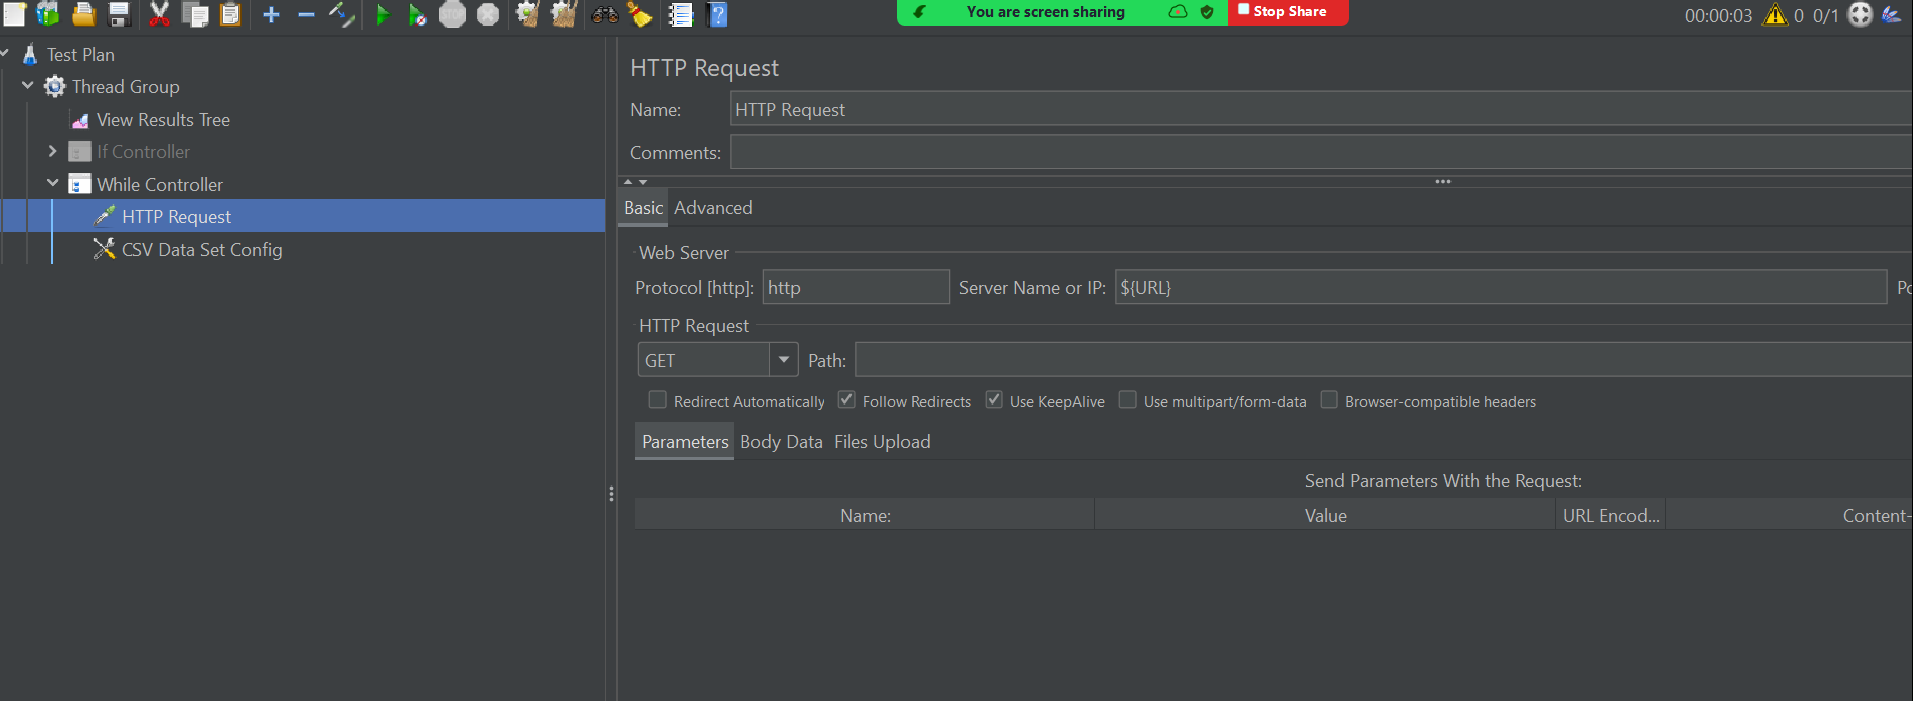 You are screen sharing
Stop Share
00:00:03 0 0/1
Test Plan
Thread Group
View Results Tree
If Controller
While Controller
HTTP Request
CSV Data Set Config
HTTP Request
Name: HTTP Request
Comments:
Basic Advanced
Web Server
Protocol [http]: http Server Name or IP: ${URL} Po
HTTP Request
GET Path:
Redirect Automatically Follow Redirects Use KeepAlive Use multipart/form-data Browser-compatible headers
Parameters Body Data Files Upload
Send Parameters With the Request:
Name: Value URL Encod... Content-